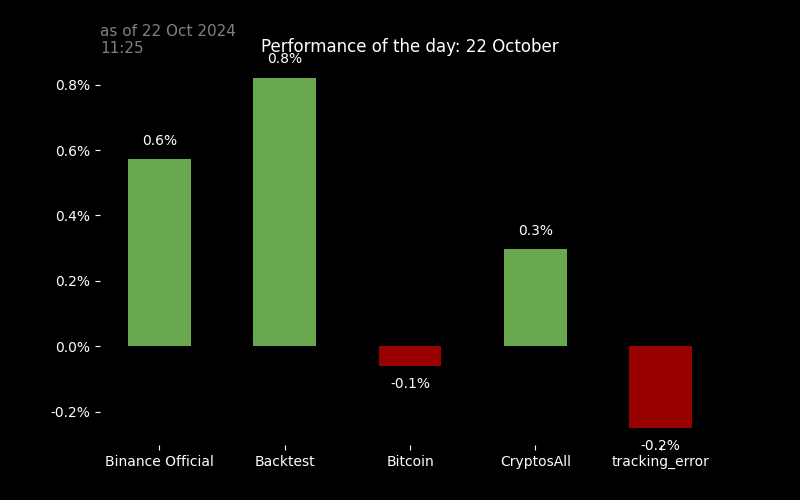 as of 22 Oct 2024
11:25
Performance of the day: 22 October
0.8%
0.8%
0.6%
0.6%
0.4%
0.3%
0.2%
0.0%
-0.1%
-0.2%
-0.2%
Binance Official
Backtest
Bitcoin
CryptosAll
tracking_error